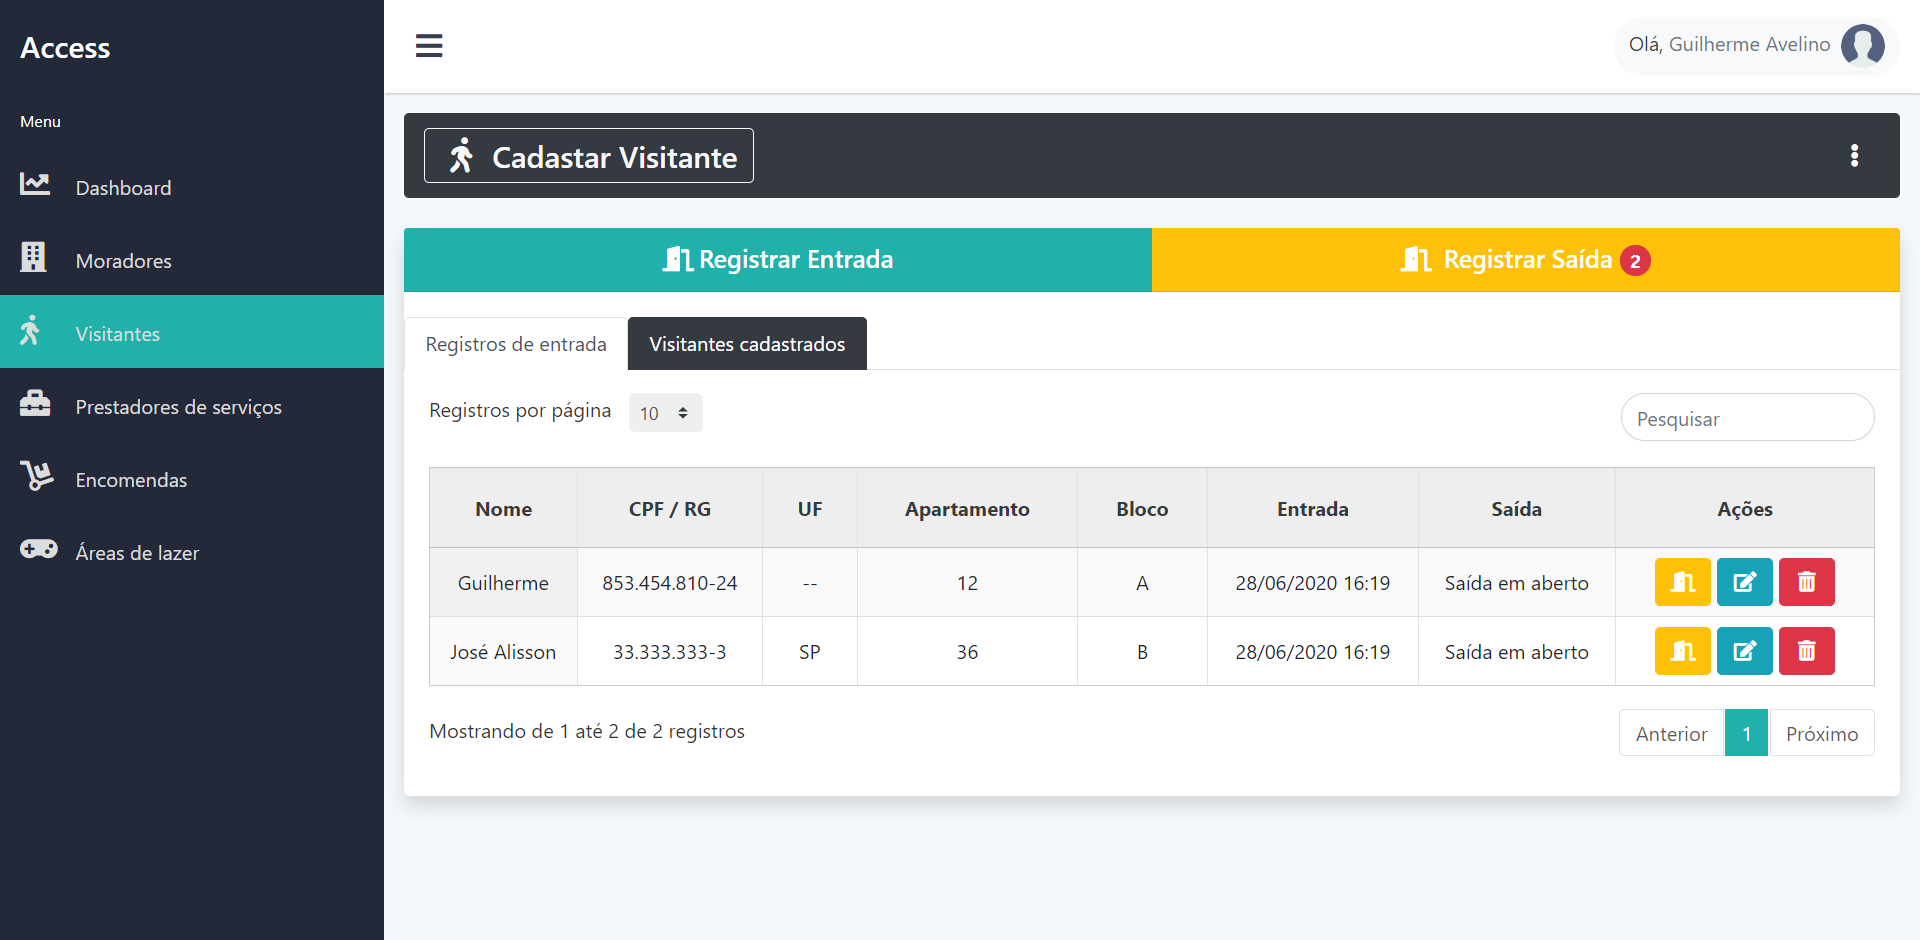 Access
Olá, Guilherme Avelino
Menu
Dashboard
Moradores
Visitantes
Prestadores de serviços
Encomendas
Áreas de lazer
Cadastar Visitante
Registrar Entrada
Registrar Saída 2
Registros de entrada
Visitantes cadastrados
Registros por página 10
Pesquisar
Nome CPF / RG UF Apartamento Bloco Entrada Saída Ações
Guilherme 853.454.810-24 -- 12 A 28/06/2020 16:19 Saída em aberto
José Alisson 33.333.333-3 SP 36 B 28/06/2020 16:19 Saída em aberto
Mostrando de 1 até 2 de 2 registros
Anterior 1 Próximo